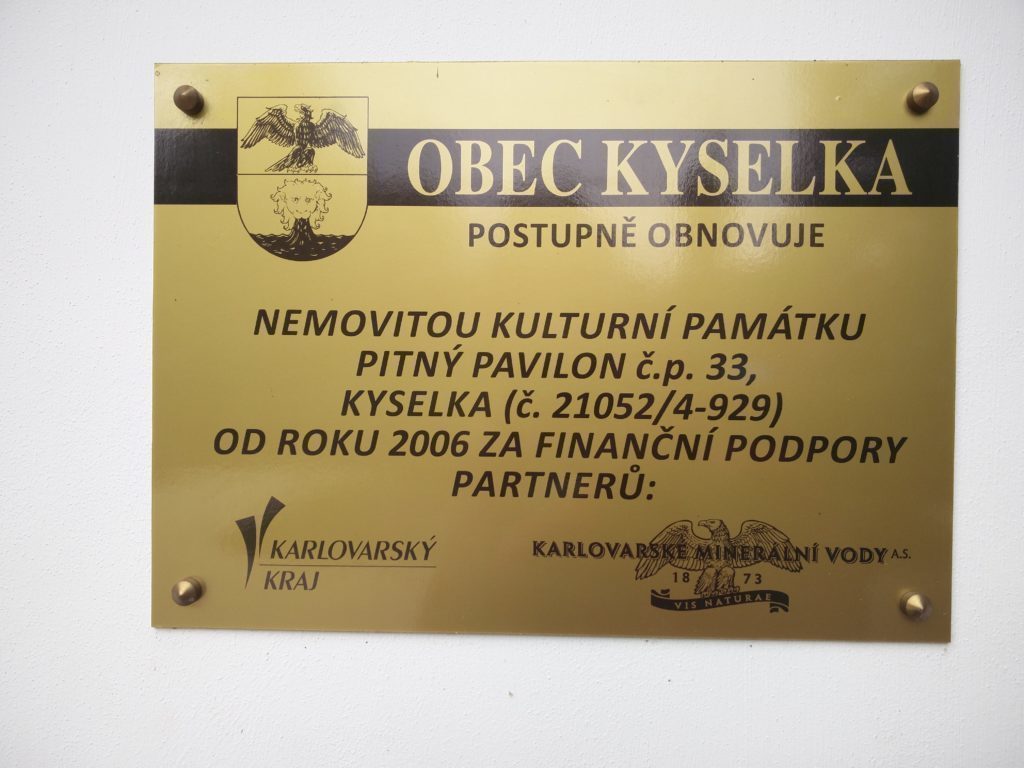 OBEC KYSELKA
POSTUPNĚ OBNOVUJE
NEMOVITOU KULTURNÍ PAMÁTKU
PITNÝ PAVILON č.p. 33,
KYSELKA (č. 21052/4-929)
OD ROKU 2006 ZA FINANČNÍ PODPORY
PARTNERŮ:
KARLOVARSKÝ
KRAJ
KARLOVARSKÉ MINERÁLNÍ VODY A.S.
18 73
VIS NATURAE